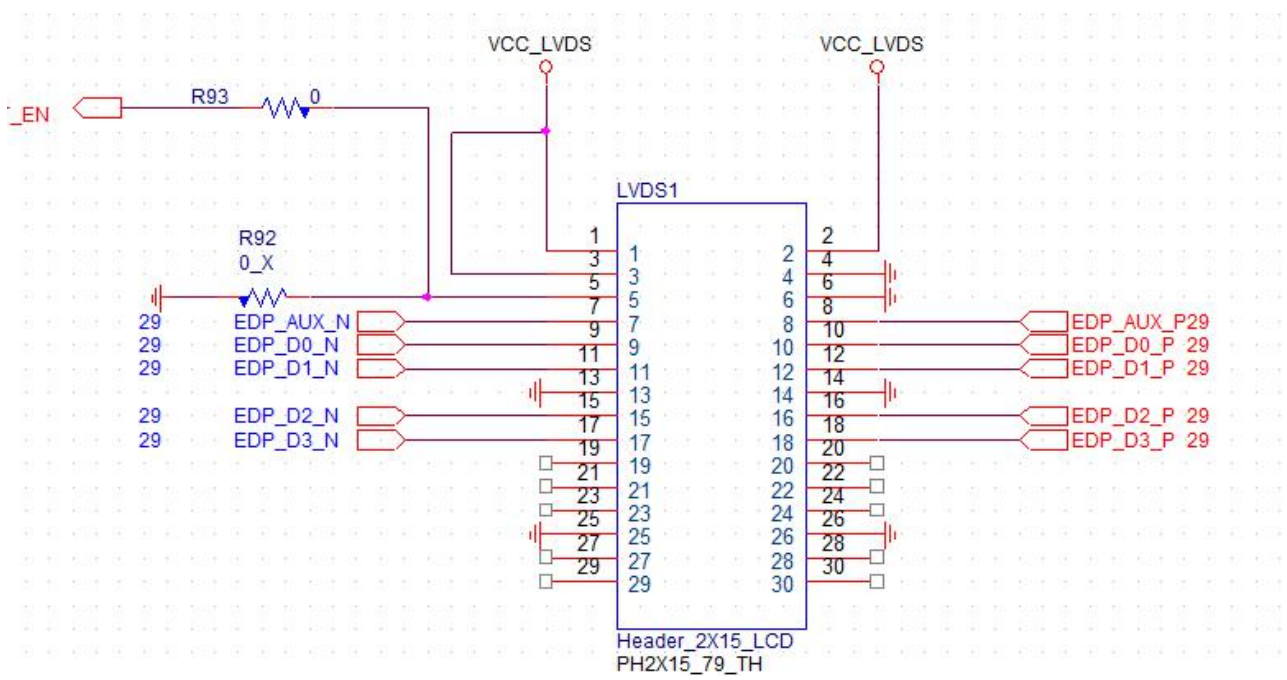 VCC_LVDS VCC_LVDS
R93 0
_EN
LVDS1
R92
0_X
1 1 2 2
3 3 4 4
5 5 6 6
29 EDP_AUX_N 7 7 8 8 EDP_AUX_P29
29 EDP_D0_N 9 9 10 10 EDP_D0_P 29
29 EDP_D1_N 11 11 12 12 EDP_D1_P 29
13 13 14 14
29 EDP_D2_N 15 15 16 16 EDP_D2_P 29
29 EDP_D3_N 17 17 18 18 EDP_D3_P 29
19 19 20 20
21 21 22 22
23 23 24 24
25 25 26 26
27 27 28 28
29 29 30 30
Header_2X15_LCD
PH2X15_79_TH